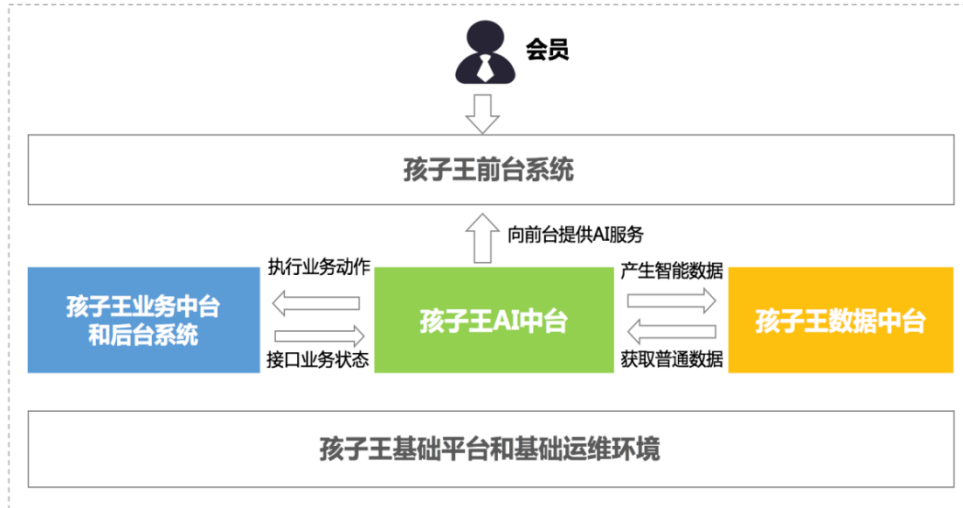 会员
孩子王前台系统
向前台提供AI服务
执行业务动作
产生智能数据
孩子王业务中台
和后台系统
孩子王AI中台
孩子王数据中台
接口业务状态
获取普通数据
孩子王基础平台和基础运维环境